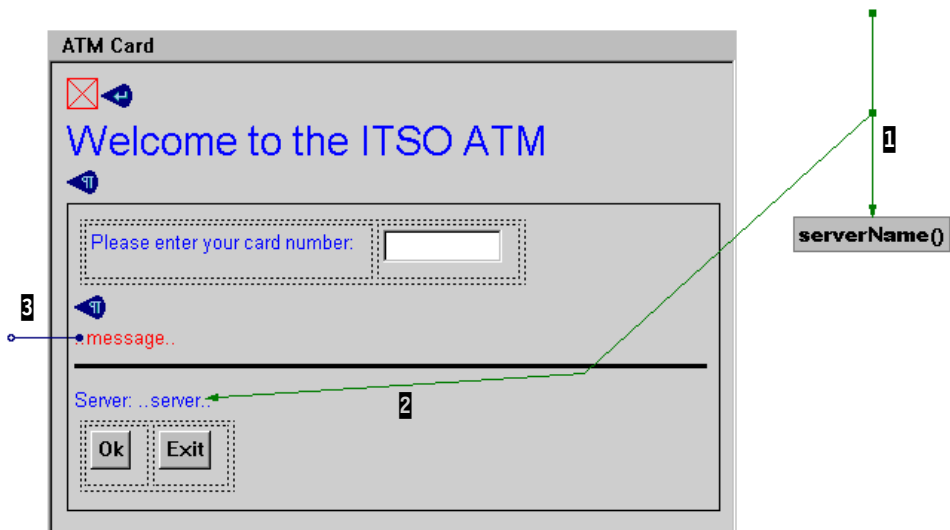 ATM Card
Welcome to the ITSO ATM
1
Please enter your card number:
serverName()
3
..message..
Server: ..server..
2
Ok
Exit